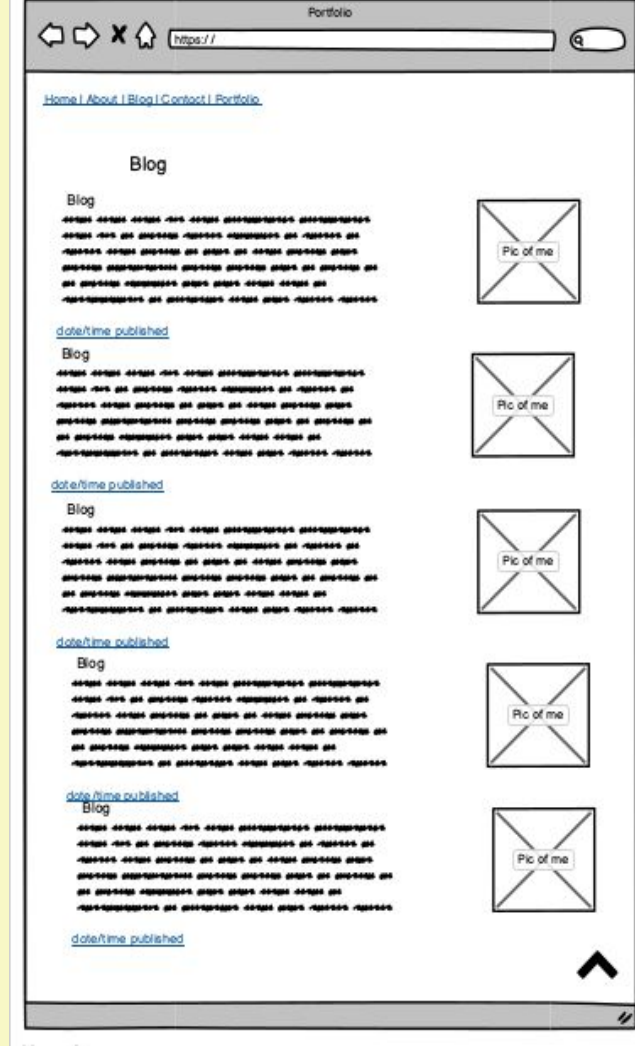 Portfolio
https://
Home | About | Blog | Contact | Portfolio
Blog
Blog
Pic of me
date/time published
Blog
Pic of me
date/time published
Blog
Pic of me
date/time published
Blog
Pic of me
date/time published
Blog
Pic of me
date/time published